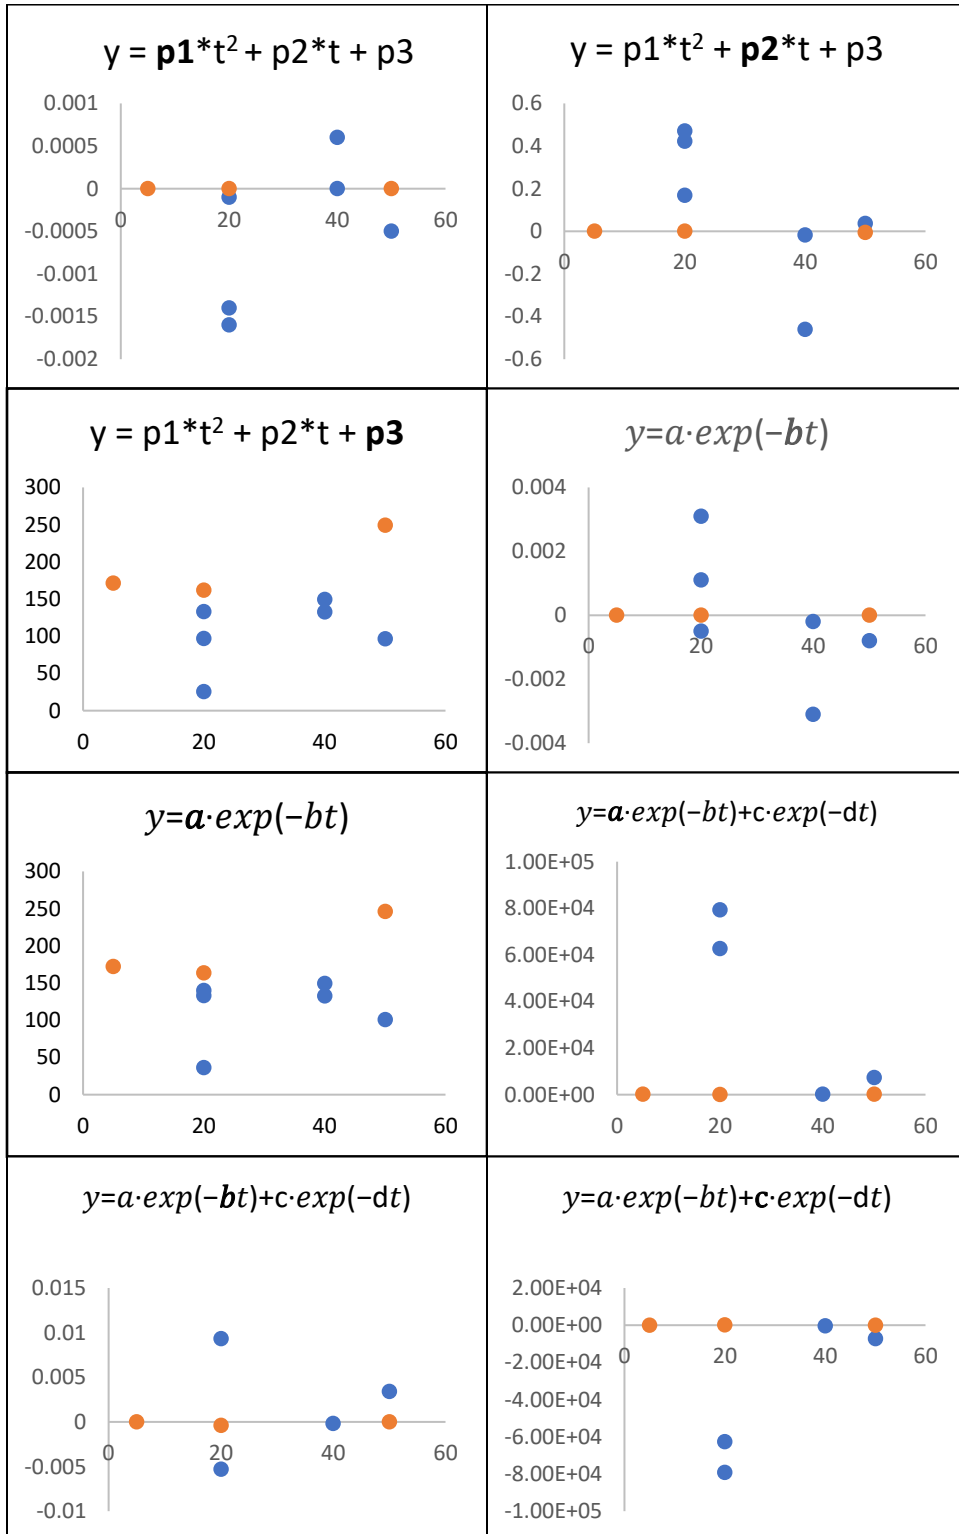 y = p1*t² + p2*t + p3
0.001
0.0005
0
-0.0005
-0.001
-0.0015
-0.002
0 20 40 60
y = p1*t² + p2*t + p3
0.6
0.4
0.2
0
-0.2
-0.4
-0.6
0 20 40 60
y = p1*t² + p2*t + p3
300
250
200
150
100
50
0
0 20 40 60
y=a·exp(−bt)
0.004
0.002
0
-0.002
-0.004
0 20 40 60
y=a·exp(−bt)
300
250
200
150
100
50
0
0 20 40 60
y=a·exp(−bt)+c·exp(−dt)
1.00E+05
8.00E+04
6.00E+04
4.00E+04
2.00E+04
0.00E+00
0 20 40 60
y=a·exp(−bt)+c·exp(−dt)
0.015
0.01
0.005
0
-0.005
-0.01
0 20 40 60
y=a·exp(−bt)+c·exp(−dt)
2.00E+04
0.00E+00
-2.00E+04
-4.00E+04
-6.00E+04
-8.00E+04
-1.00E+05
0 20 40 60